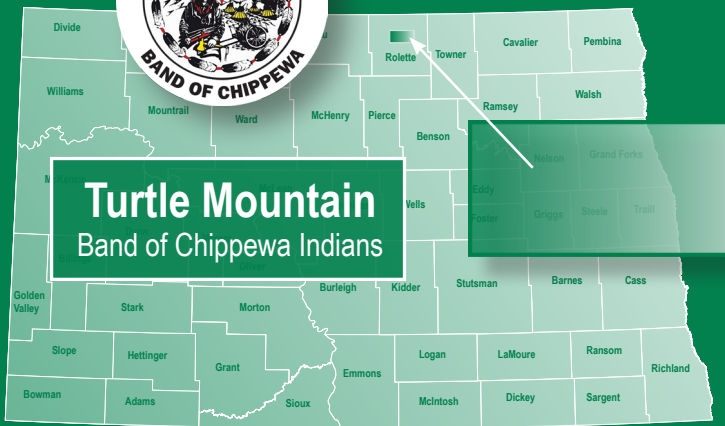 BAND OF CHIPPEWA
Divide
Rolette
Towner
Cavalier
Pembina
Williams
Mountrail
Ward
McHenry
Pierce
Benson
Ramsey
Walsh
Nelson
Grand Forks
Eddy
Foster
Griggs
Steele
Traill
Turtle Mountain
Band of Chippewa Indians
Golden
Valley
Stark
Morton
Burleigh
Kidder
Stutsman
Barnes
Cass
Slope
Hettinger
Grant
Emmons
Logan
LaMoure
Ransom
Richland
Bowman
Adams
Sioux
McIntosh
Dickey
Sargent